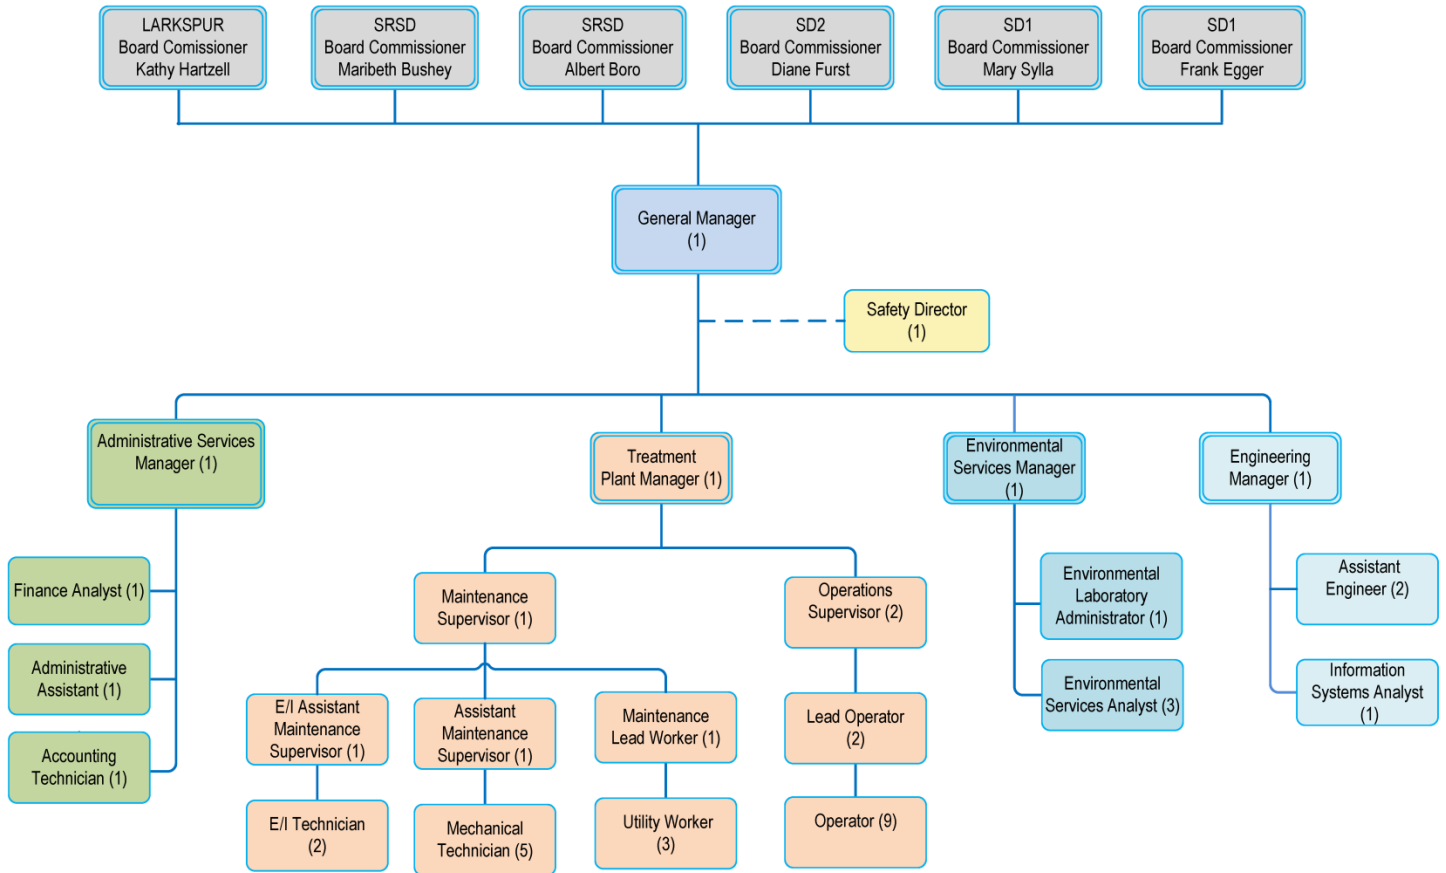 LARKSPUR
Board Comissioner
Kathy Hartzell
SRSD
Board Commissioner
Maribeth Bushey
SRSD
Board Commissioner
Albert Boro
SD2
Board Commissioner
Diane Furst
SD1
Board Commissioner
Mary Sylla
SD1
Board Commissioner
Frank Egger
General Manager
(1)
Safety Director
(1)
Administrative Services
Manager (1)
Treatment
Plant Manager (1)
Environmental
Services Manager
(1)
Engineering
Manager (1)
Finance Analyst (1)
Administrative
Assistant (1)
Accounting
Technician (1)
Maintenance
Supervisor (1)
Operations
Supervisor (2)
E/I Assistant
Maintenance
Supervisor (1)
Assistant
Maintenance
Supervisor (1)
Maintenance
Lead Worker (1)
Lead Operator
(2)
E/I Technician
(2)
Mechanical
Technician (5)
Utility Worker
(3)
Operator (9)
Environmental
Laboratory
Administrator (1)
Environmental
Services Analyst (3)
Assistant
Engineer (2)
Information
Systems Analyst
(1)